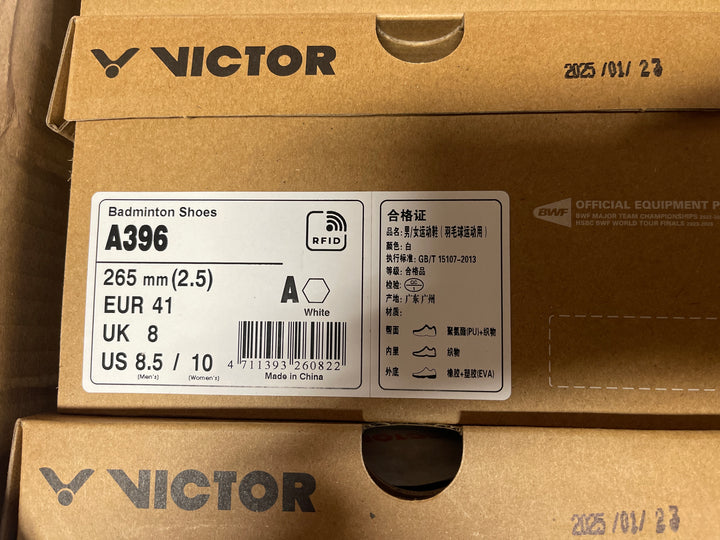 VICTOR
2025/01/23
Badminton Shoes
A396
RFID
265 mm (2.5)
EUR 41
UK 8
US 8.5 / 10
(Men's) (Women's)
A
White
4 711393 260822
Made in China
合格证
品名: 男/女运动鞋 ( 羽毛球运动用 )
颜色: 白
执行标准: GB/T 15107-2013
等级: 合格品
检验: QC
产地: 广东 广州
材质:
帮面 聚氨酯(PU)+织物
内里 织物
外底 橡胶+塑胶(EVA)
BWF
OFFICIAL EQUIPMENT
BWF MAJOR TEAM CHAMPIONSHIPS
HSBC BWF WORLD TOUR FINALS
VICTOR
2025/01/23